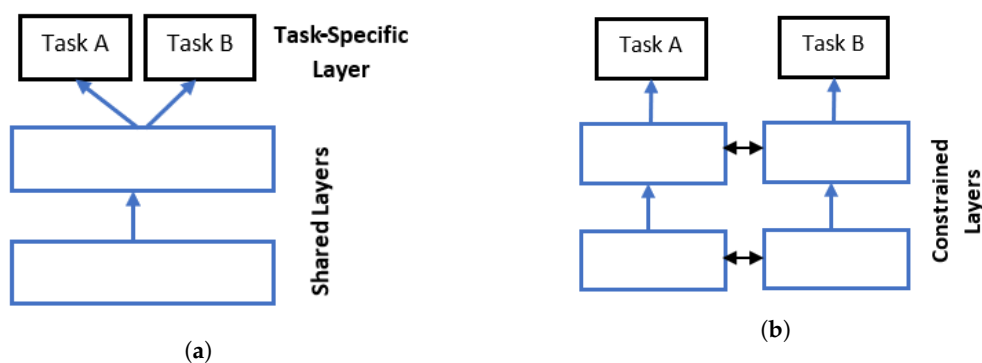 Task A
Task B
Task-Specific
Layer
Shared Layers
(a)
Task A
Task B
Constrained
Layers
(b)